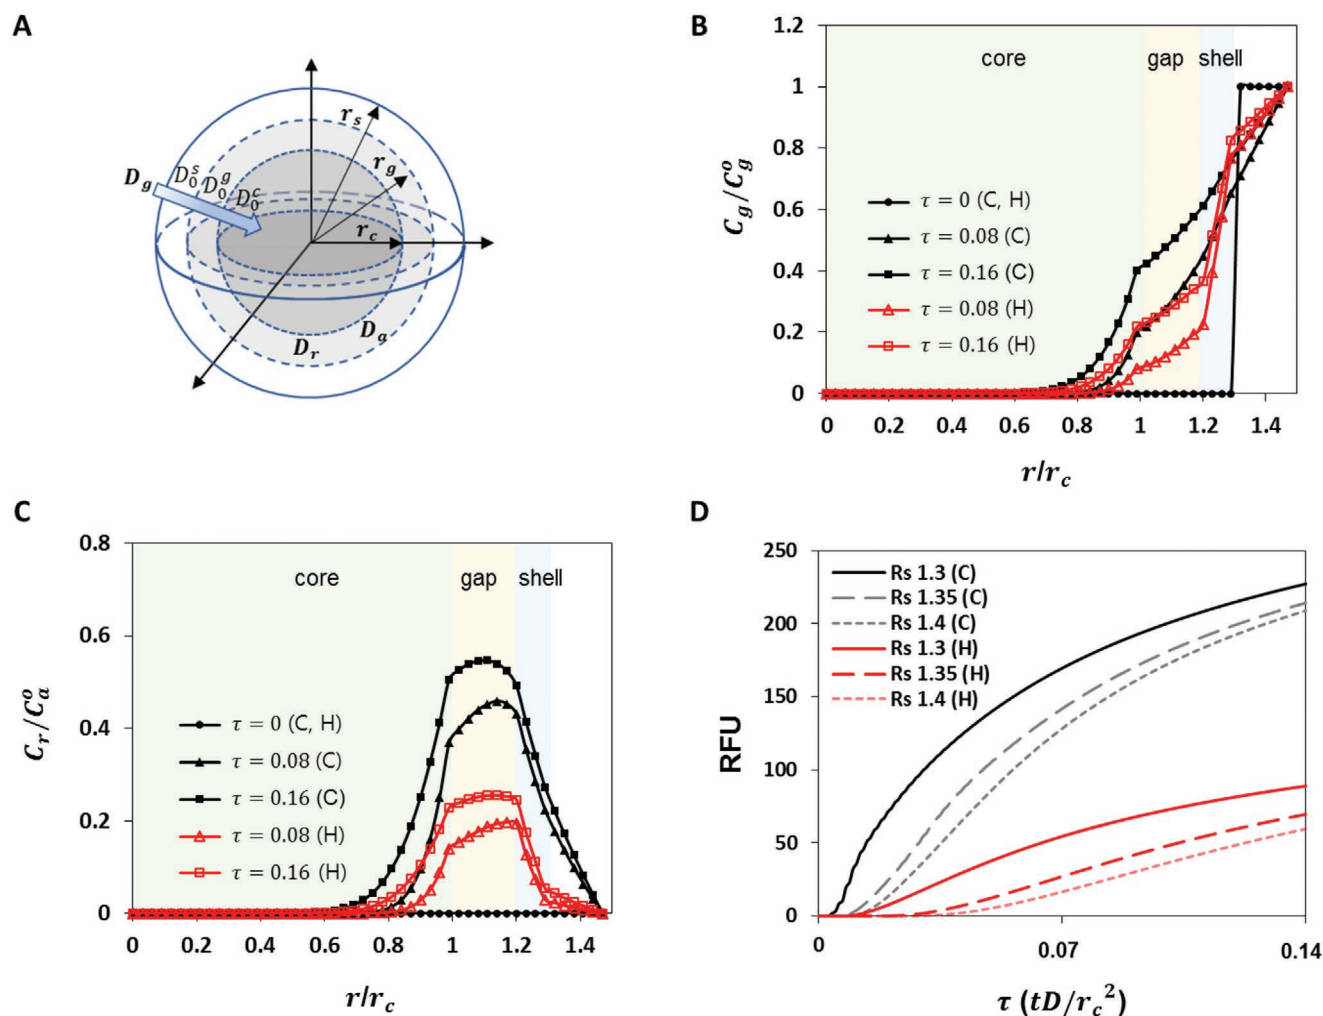 A
r_s
r_g
D_g
D_0^s
D_0^g
D_0^c
r_c
D_a
D_r
B
1.2
1
0.8
0.6
0.4
0.2
0
C_g/C_g^o
core
gap
shell
τ = 0 (C, H)
τ = 0.08 (C)
τ = 0.16 (C)
τ = 0.08 (H)
τ = 0.16 (H)
0 0.2 0.4 0.6 0.8 1 1.2 1.4
r/r_c
C
0.8
0.6
0.4
0.2
0
C_r/C_a^o
core
gap
shell
τ = 0 (C, H)
τ = 0.08 (C)
τ = 0.16 (C)
τ = 0.08 (H)
τ = 0.16 (H)
0 0.2 0.4 0.6 0.8 1 1.2 1.4
r/r_c
D
250
200
150
100
50
0
RFU
Rs 1.3 (C)
Rs 1.35 (C)
Rs 1.4 (C)
Rs 1.3 (H)
Rs 1.35 (H)
Rs 1.4 (H)
0 0.07 0.14
τ (tD/r_c²)